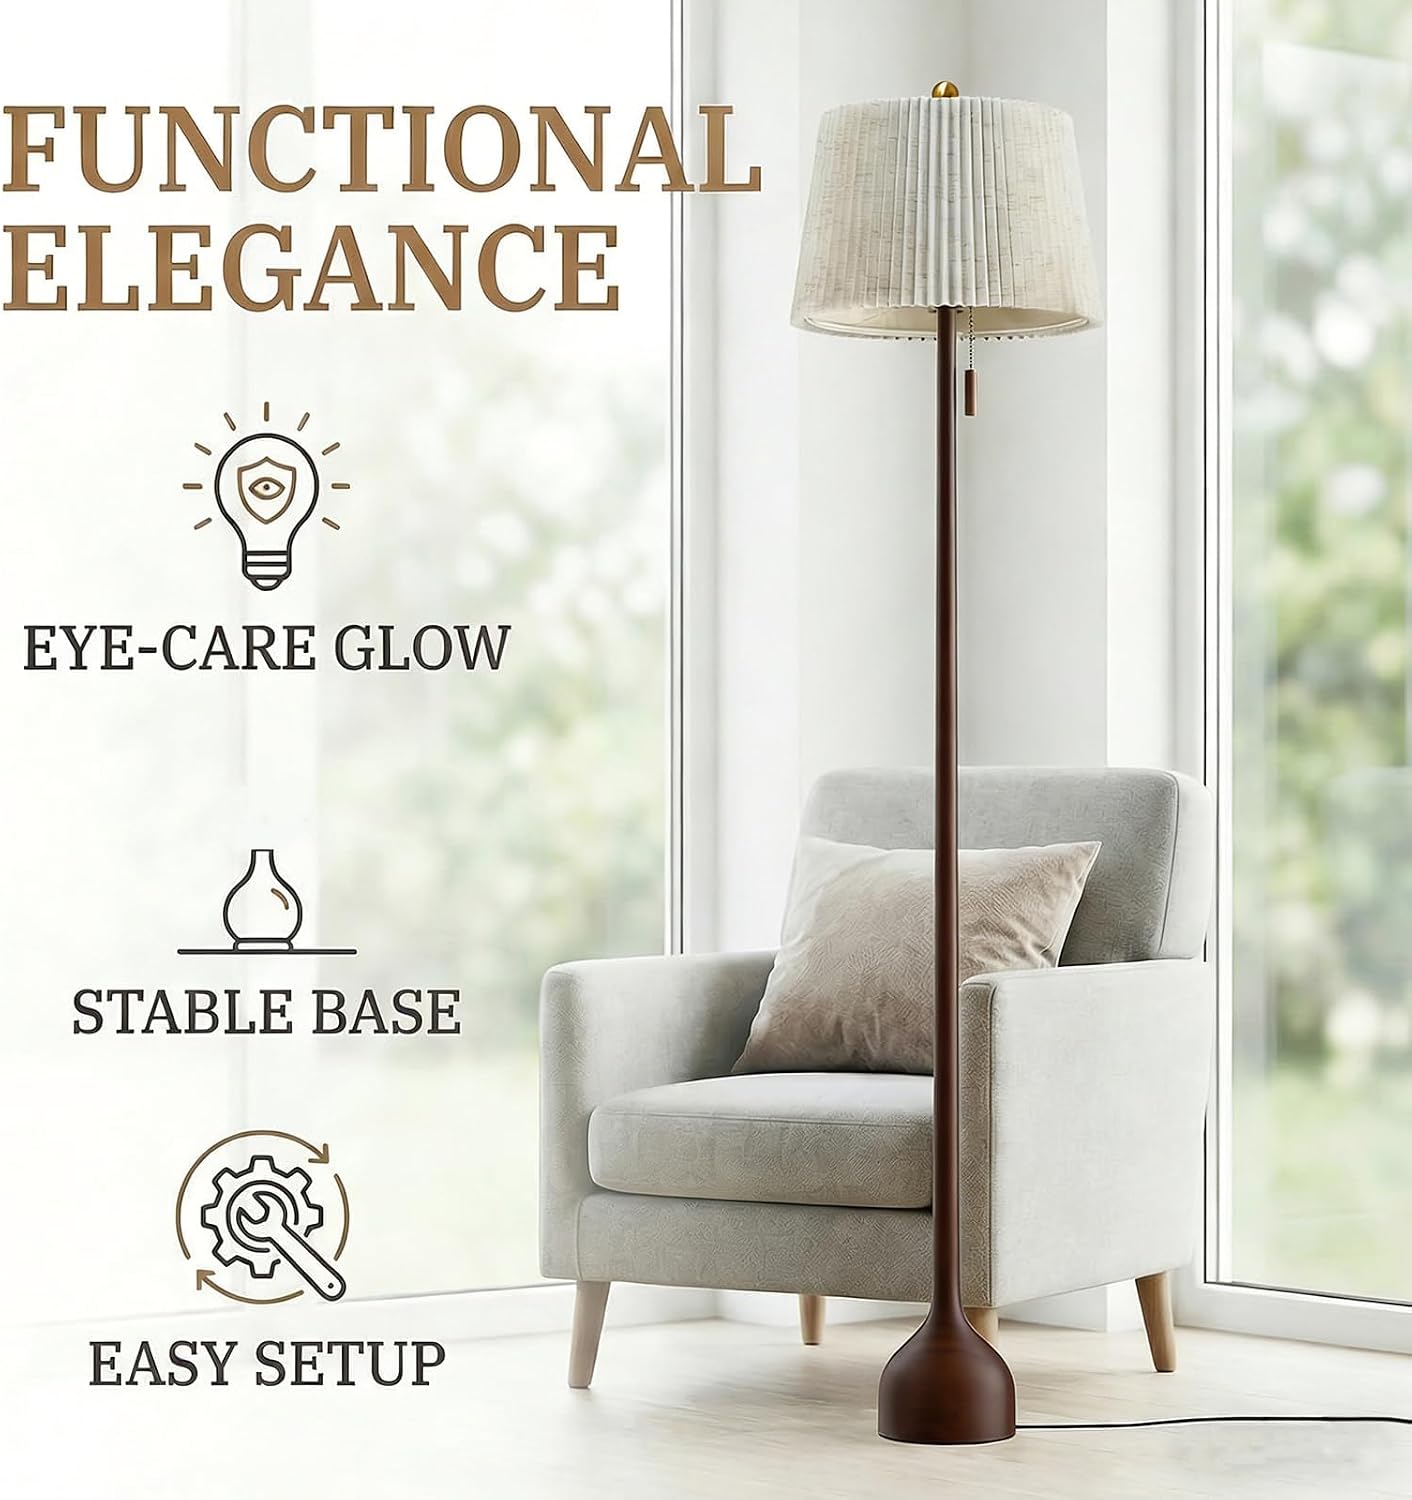 FUNCTIONAL
ELEGANCE
EYE-CARE GLOW
STABLE BASE
EASY SETUP